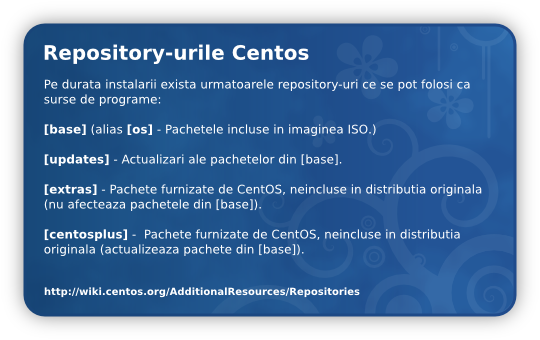 Repository-urile Centos
Pe durata instalarii exista urmatoarele repository-uri ce se pot folosi ca
surse de programe:
[base] (alias [os] - Pachetele incluse in imaginea ISO.)
[updates] - Actualizari ale pachetelor din [base].
[extras] - Pachete furnizate de CentOS, neincluse in distributia originala
(nu afecteaza pachetele din [base]).
[centosplus] -  Pachete furnizate de CentOS, neincluse in distributia
originala (actualizeaza pachete din [base]).
http://wiki.centos.org/AdditionalResources/Repositories